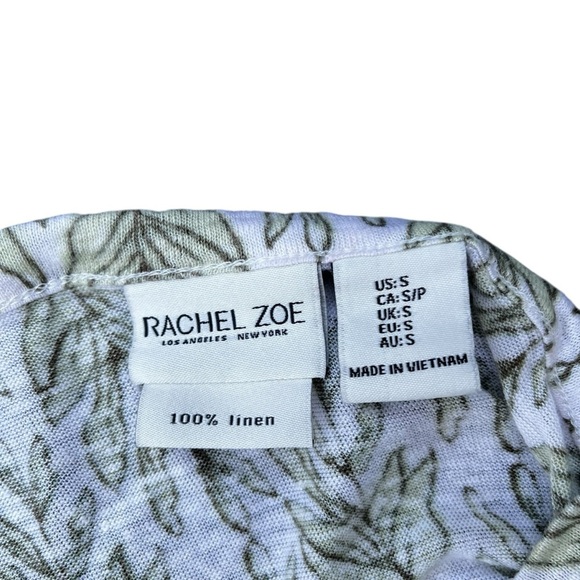 RACHEL ZOE
LOS ANGELES NEW YORK
100% linen
US: S
CA: S/P
UK: S
EU: S
AU: S
MADE IN VIETNAM